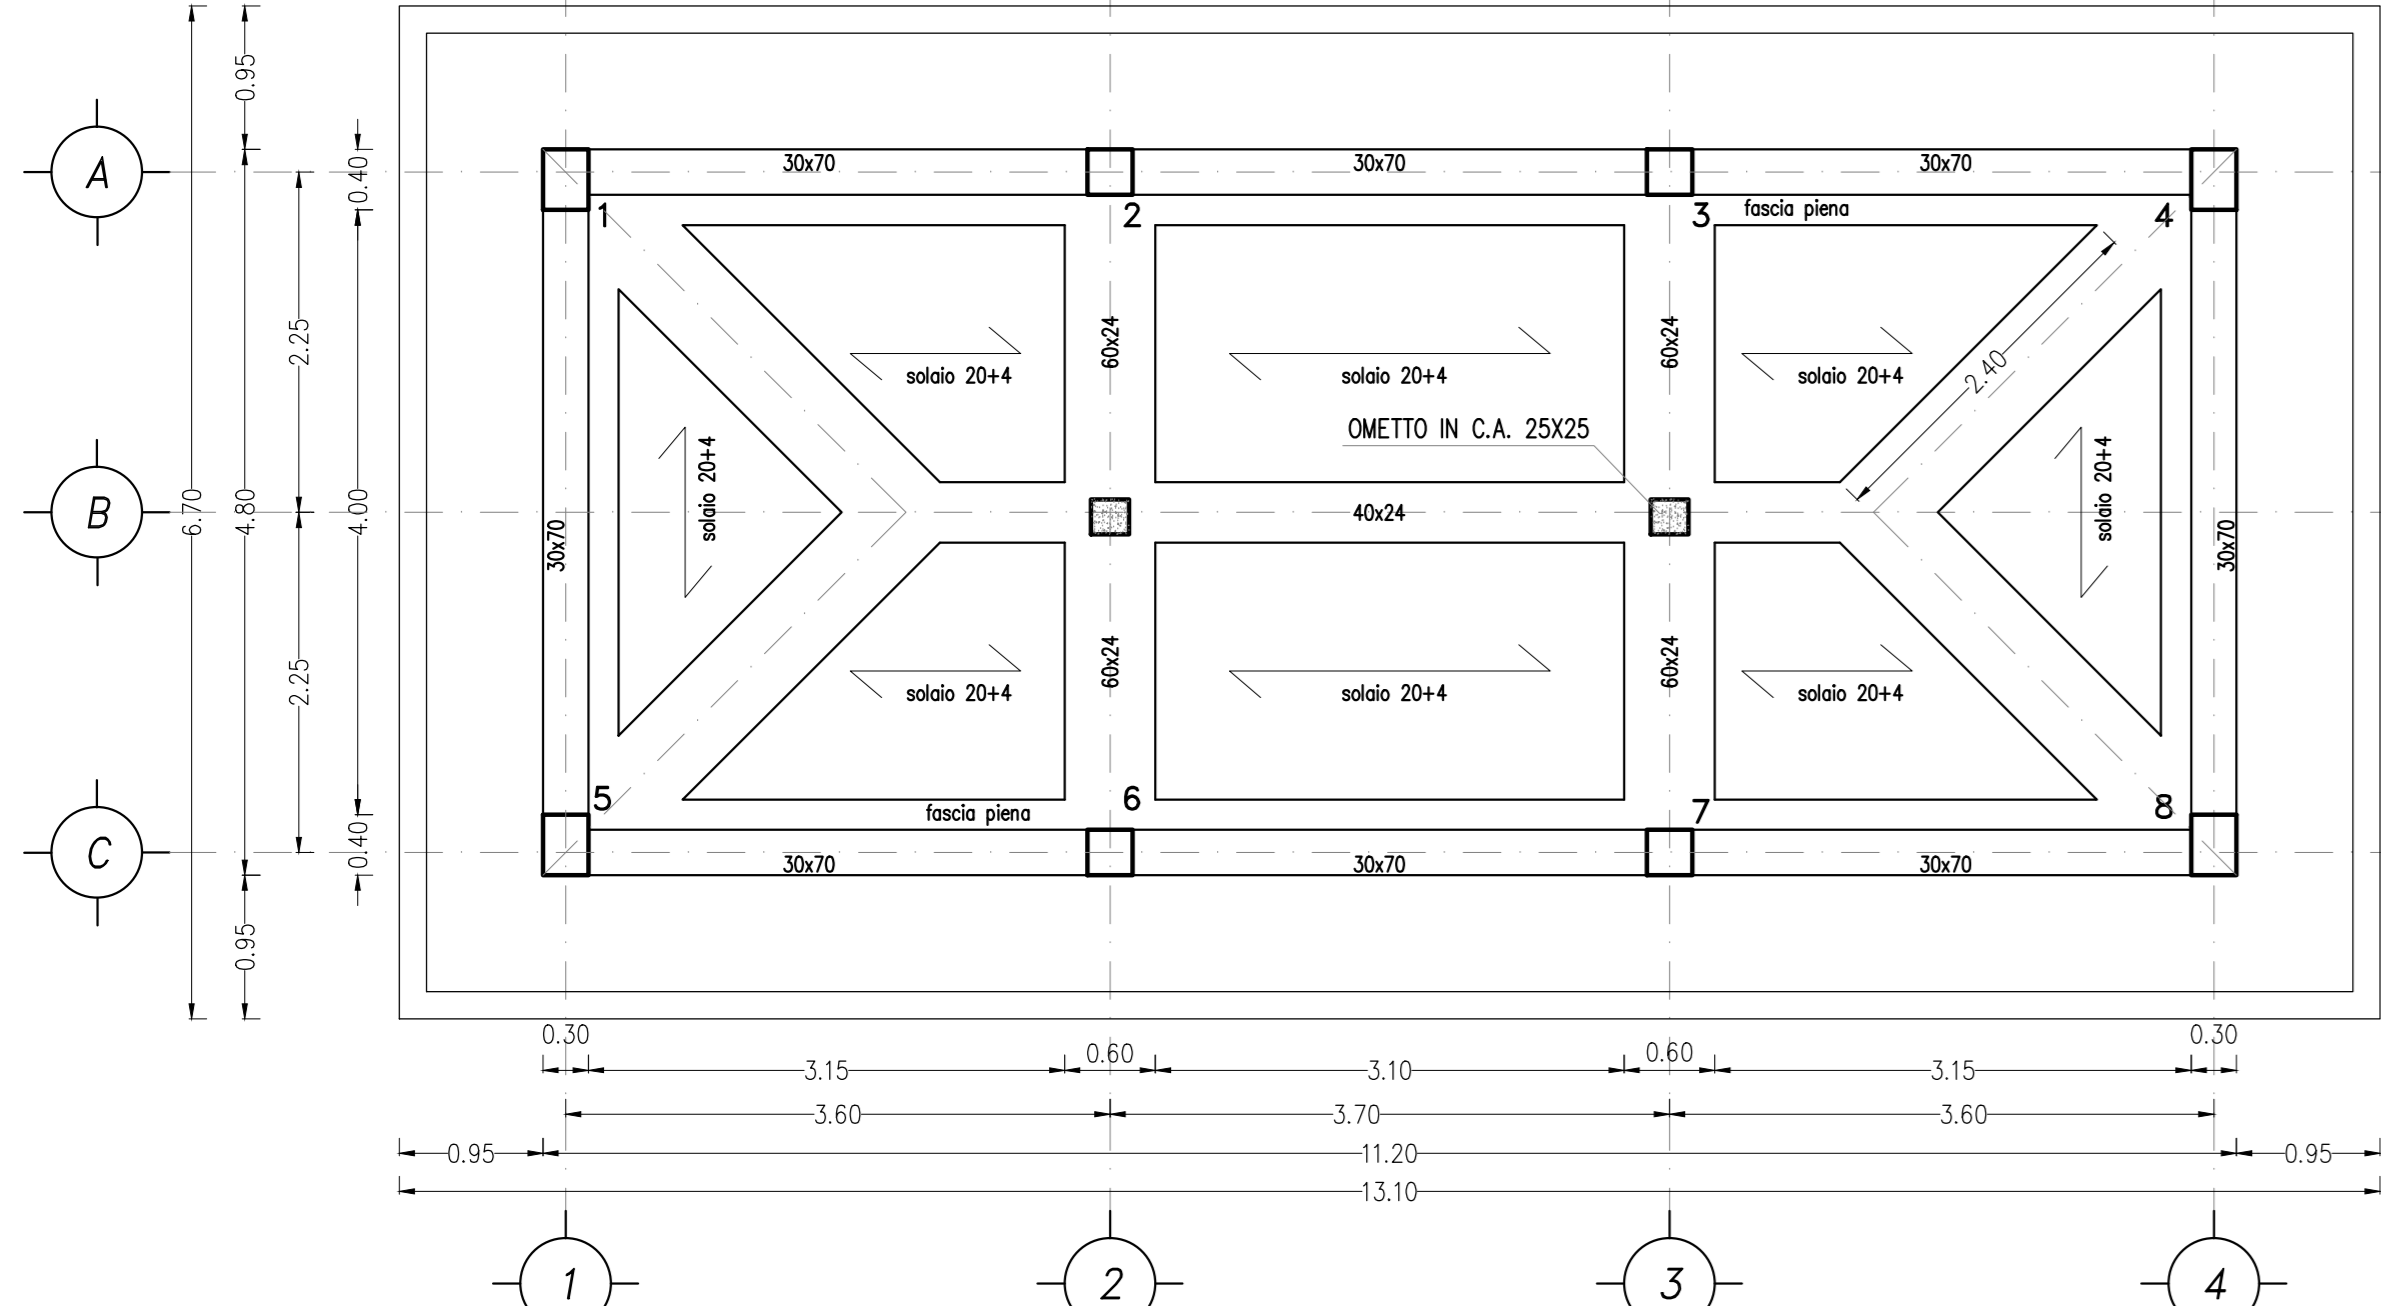 0.95
A
0.40
30x70
30x70
30x70
1
2
3
fascia piena
4
2.25
60x24
60x24
solaio 20+4
solaio 20+4
solaio 20+4
2.40
OMETTO IN C.A. 25X25
solaio 20+4
solaio 20+4
B
6.70
4.80
4.00
30x70
40x24
30x70
2.25
60x24
60x24
solaio 20+4
solaio 20+4
solaio 20+4
5
fascia piena
6
7
8
C
0.40
30x70
30x70
30x70
0.95
0.30
0.60
0.60
0.30
3.15
3.10
3.15
3.60
3.70
3.60
0.95
11.20
0.95
13.10
1
2
3
4